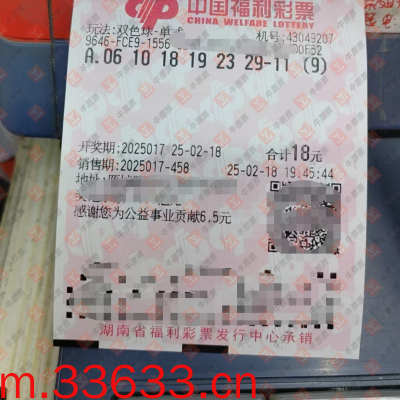 中国福利彩票
CHINA WELFARE LOTTERY
玩法:双色球-单
机号:43049207
9646-FCE9-1556
A.06 10 18 19 23 29-11 (9)
开奖期:2025017 25-02-18 合计18元
销售期:2025017-458 25-02-18 19:45:44
地址:
感谢您为公益事业贡献6.5元
湖南省福利彩票发行中心承销
m.33633.cn